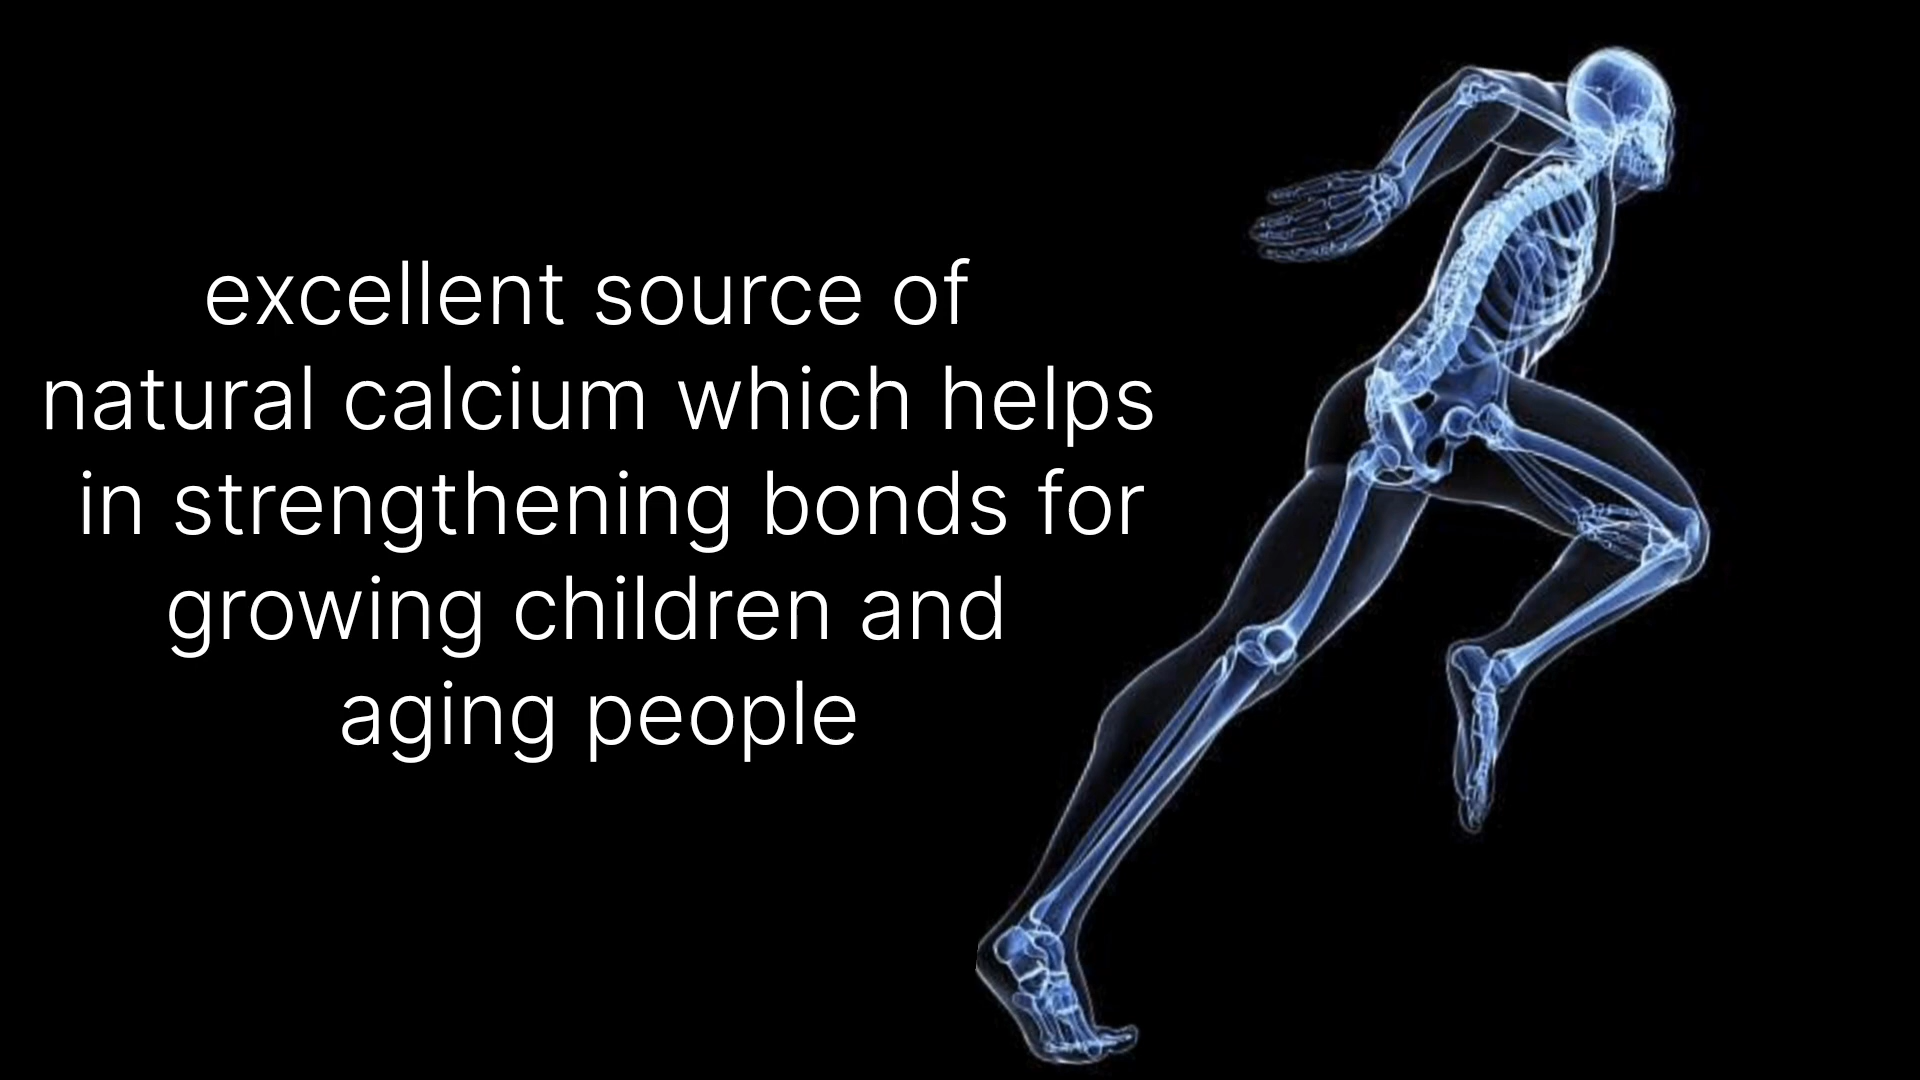 excellent source of
natural calcium which helps
in strengthening bonds for
growing children and
aging people